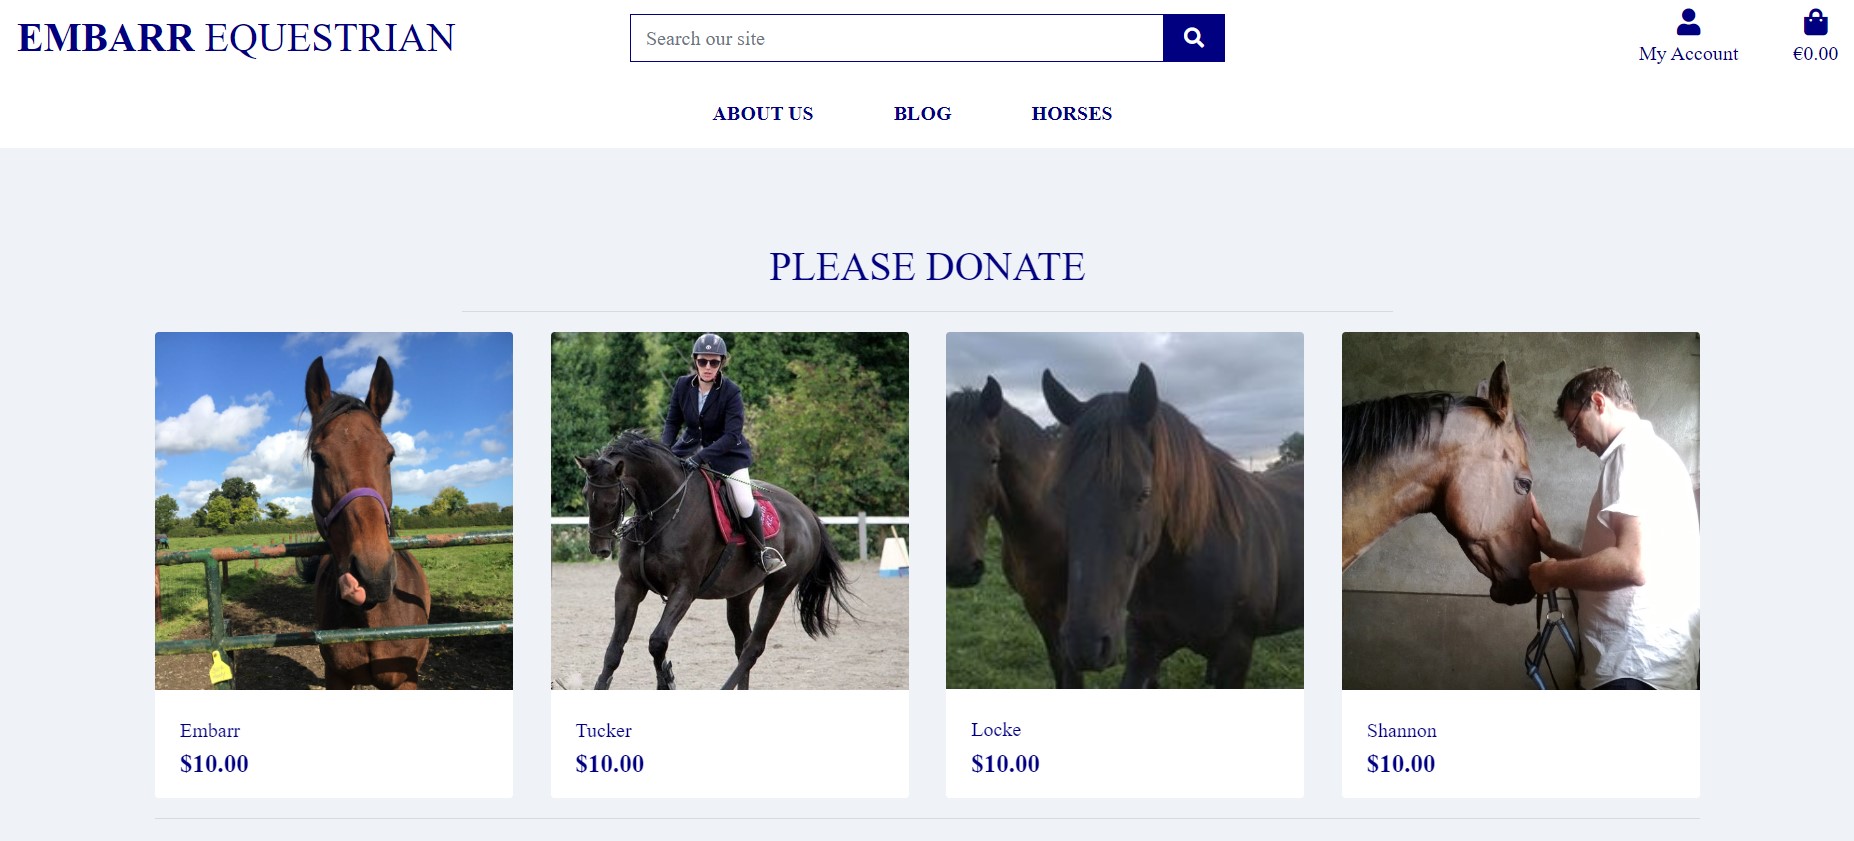 EMBARR EQUESTRIAN
Search our site
My Account
€0.00
ABOUT US
BLOG
HORSES
PLEASE DONATE
Embarr
$10.00
Tucker
$10.00
Locke
$10.00
Shannon
$10.00